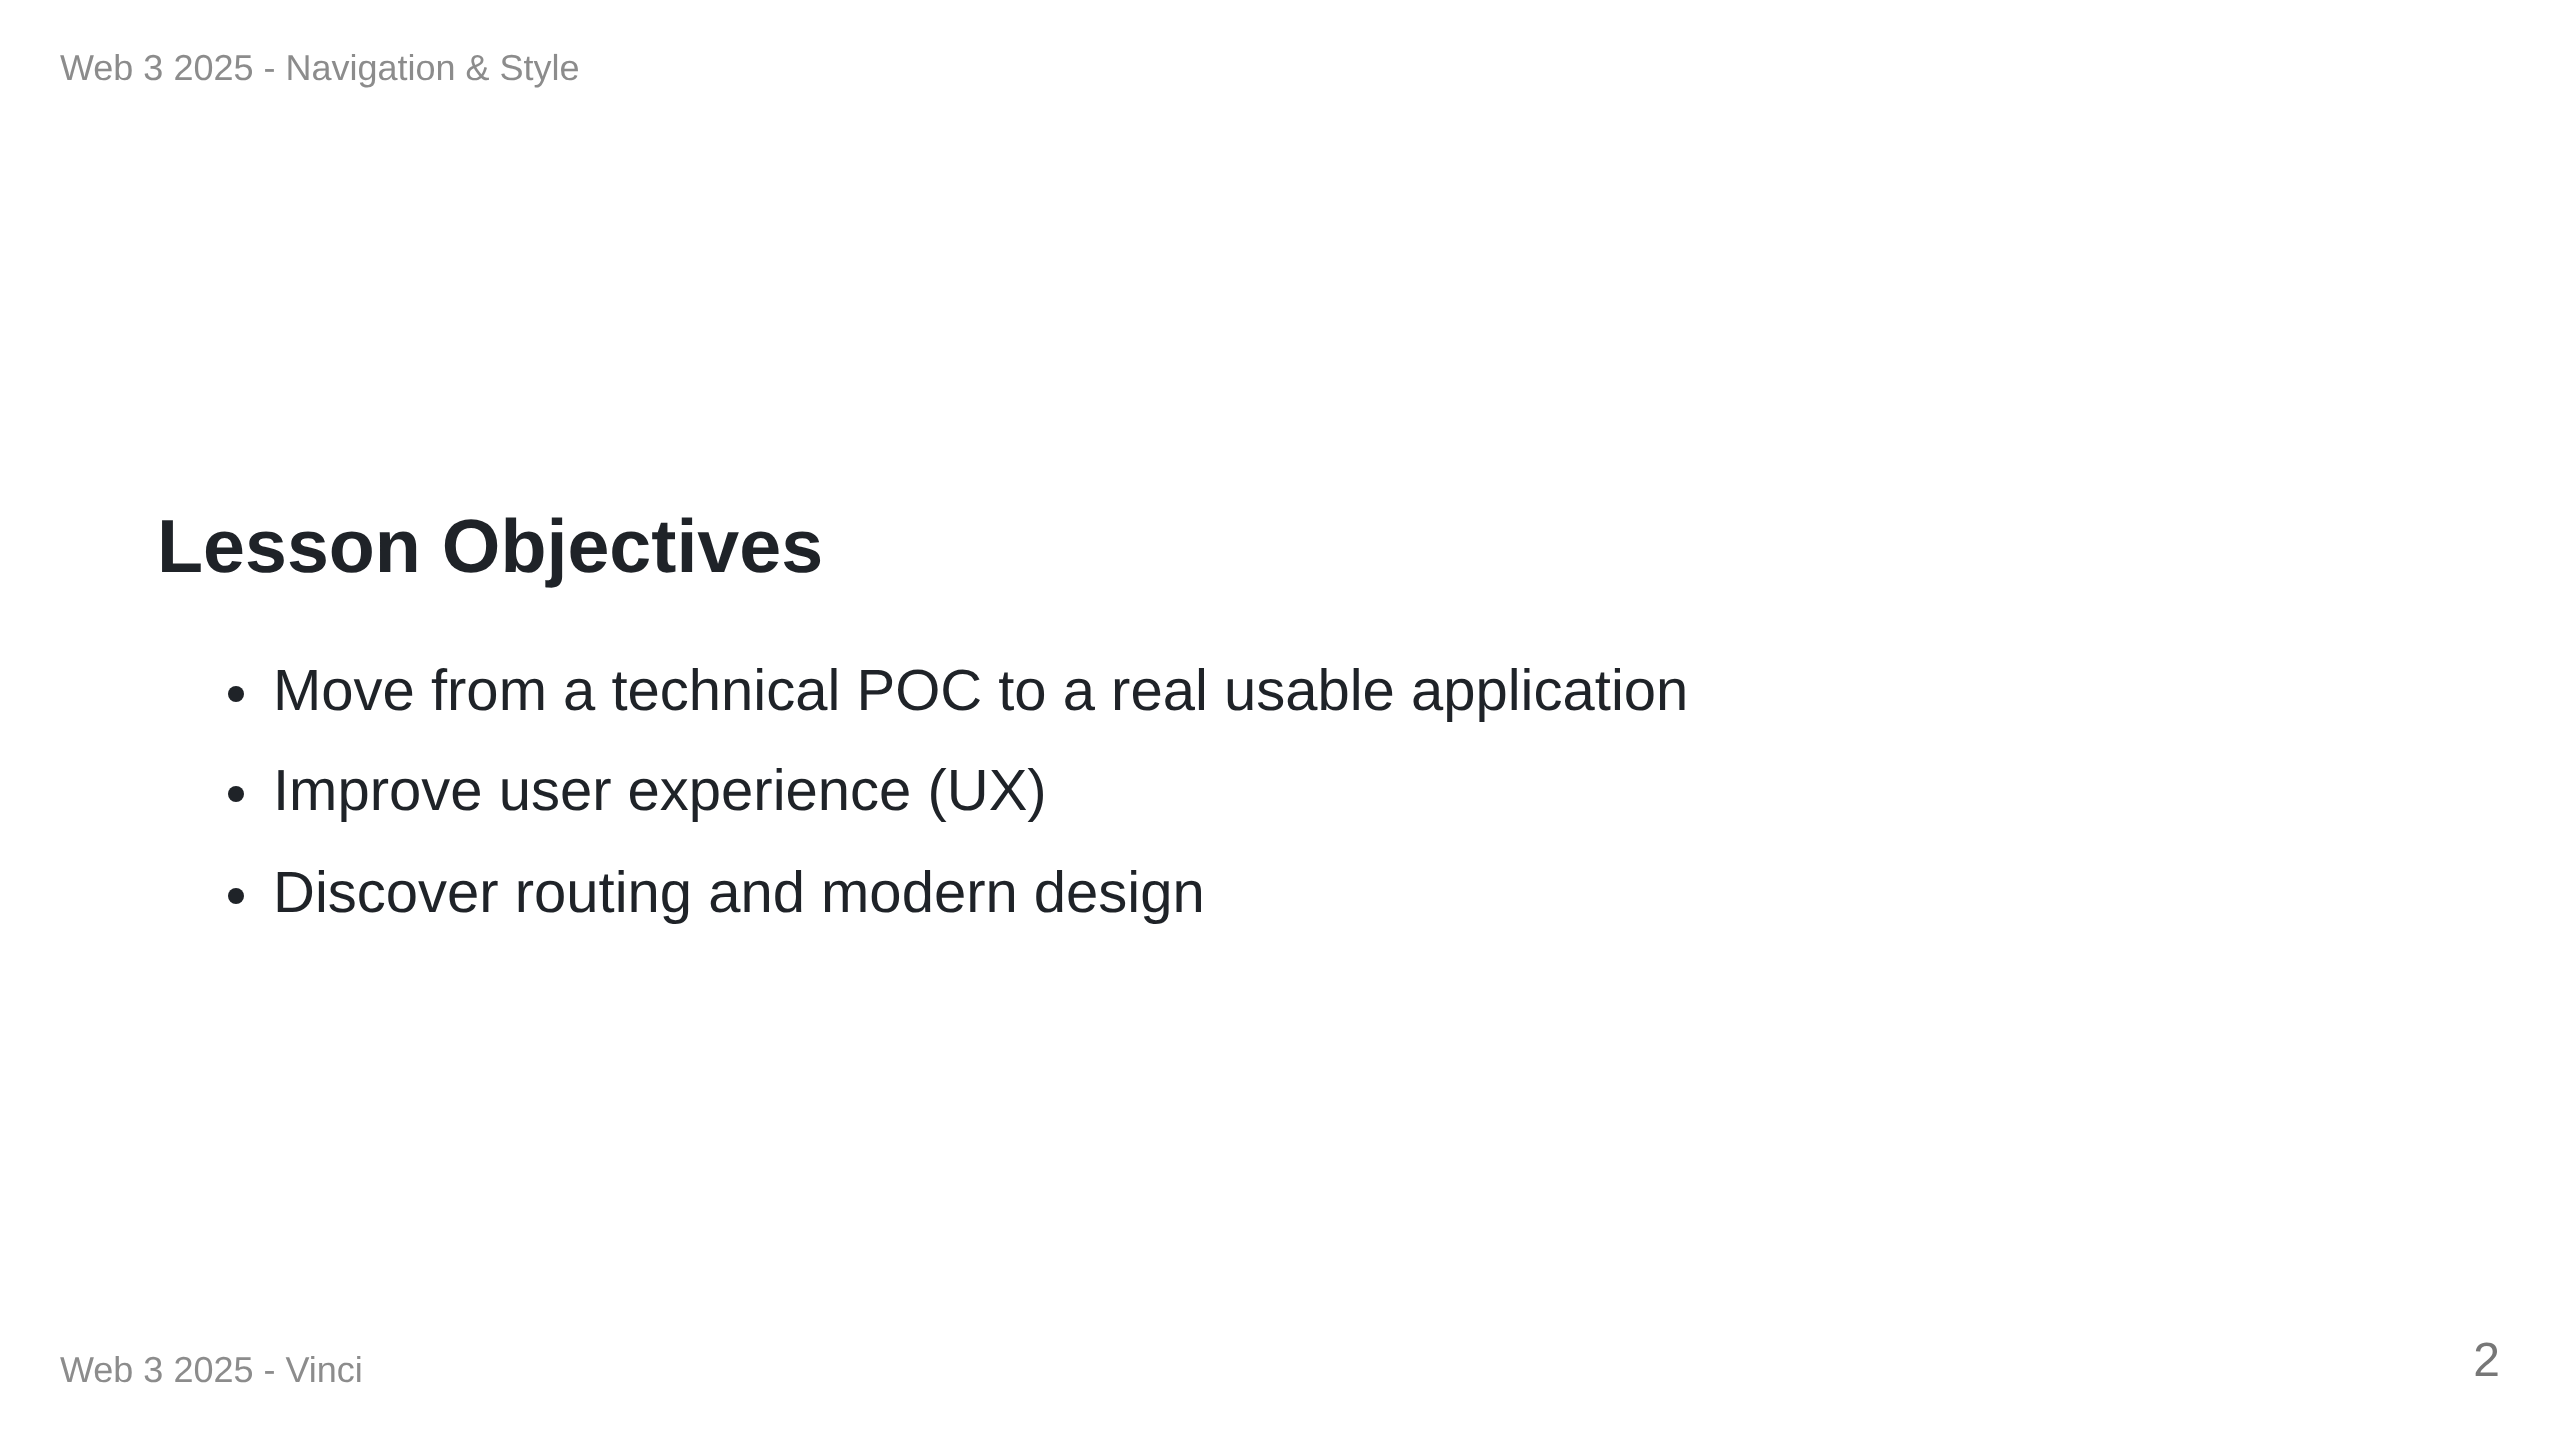 Web 3 2025 - Navigation & Style
Lesson Objectives
• Move from a technical POC to a real usable application
• Improve user experience (UX)
• Discover routing and modern design
Web 3 2025 - Vinci
2